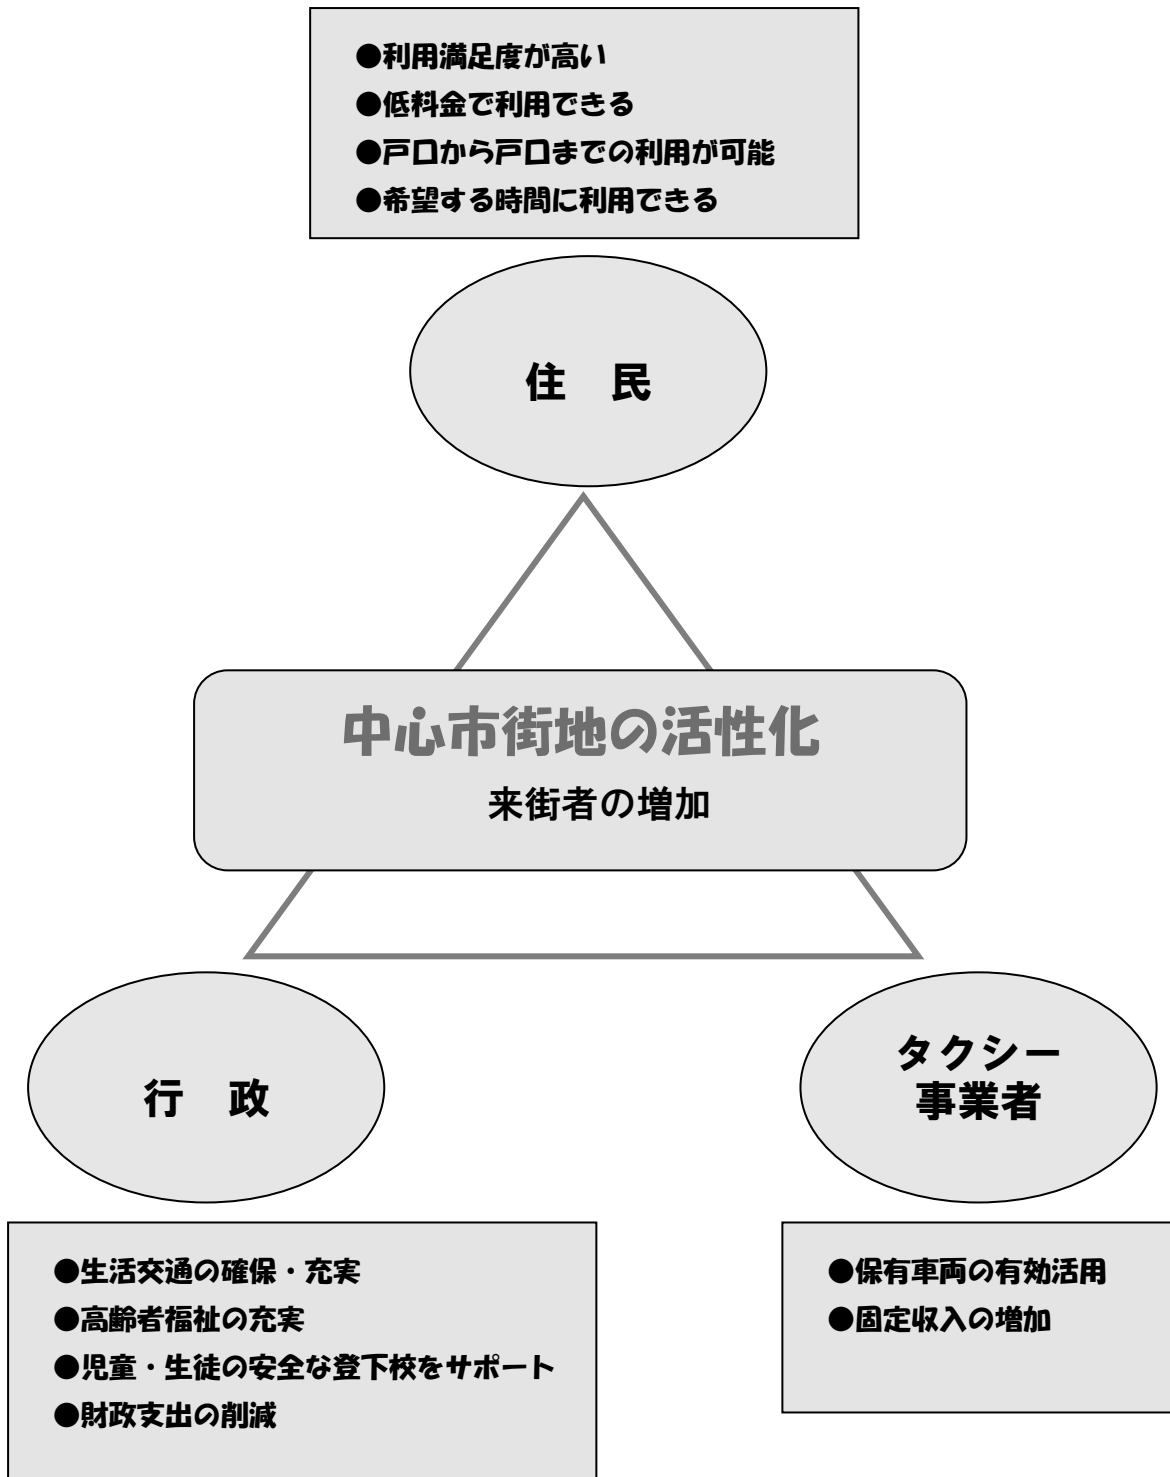 ●利用満足度が高い
●低料金で利用できる
●戸口から戸口までの利用が可能
●希望する時間に利用できる
住　民
中心市街地の活性化
来街者の増加
行　政
タクシー
事業者
●生活交通の確保・充実
●高齢者福祉の充実
●児童・生徒の安全な登下校をサポート
●財政支出の削減
●保有車両の有効活用
●固定収入の増加